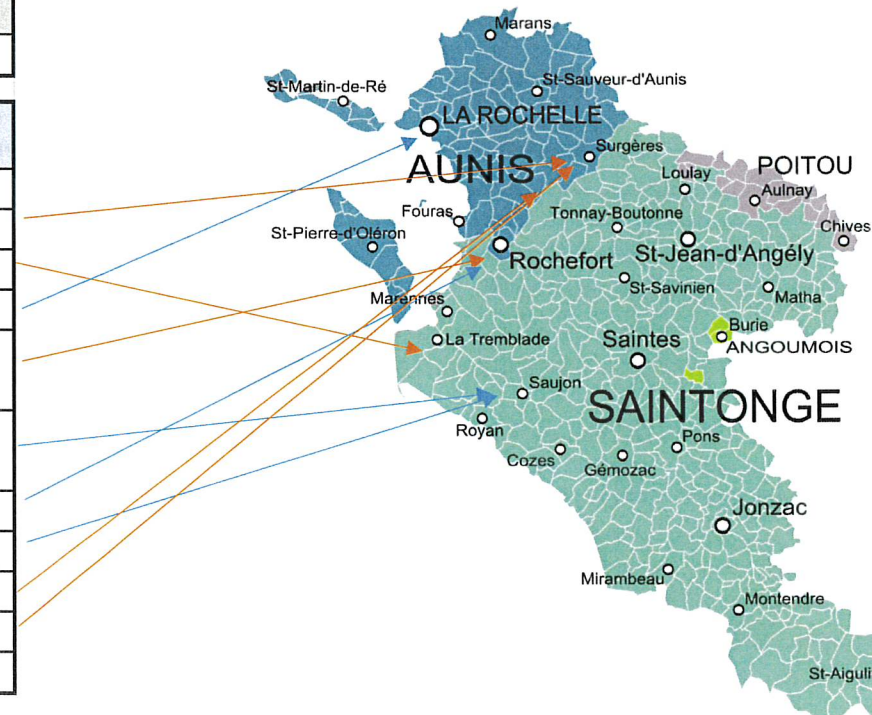 Marans
St-Martin-de-Ré
St-Sauveur-d'Aunis
LA ROCHELLE
AUNIS
Surgères
POITOU
Loulay
Aulnay
Fouras
Tonnay-Boutonne
Chives
St-Pierre-d'Oléron
Rochefort
St-Jean-d'Angély
St-Savinien
Matha
Marennes
La Tremblade
Saintes
Burie
ANGOUMOIS
Saujon
SAINTONGE
Royan
Pons
Cozes
Gémozac
Jonzac
Mirambeau
Montendre
St-Aiguli